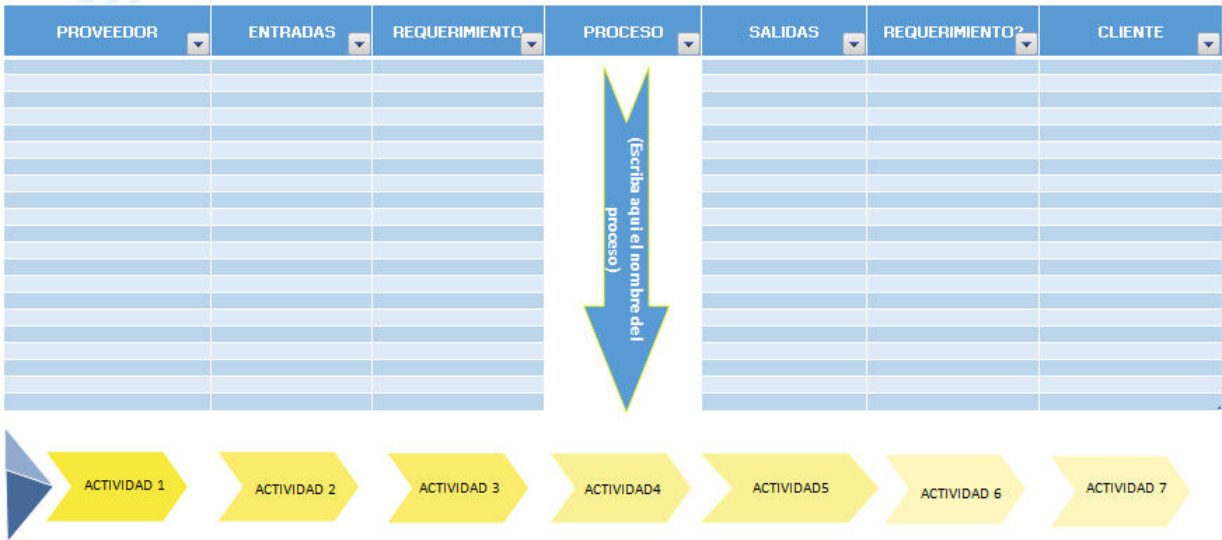 PROVEEDOR ENTRADAS REQUERIMIENTO PROCESO SALIDAS REQUERIMIENTO2 CLIENTE
(Escriba aqui el nombre del
proceso)
ACTIVIDAD 1 ACTIVIDAD 2 ACTIVIDAD 3 ACTIVIDAD4 ACTIVIDAD5 ACTIVIDAD 6 ACTIVIDAD 7